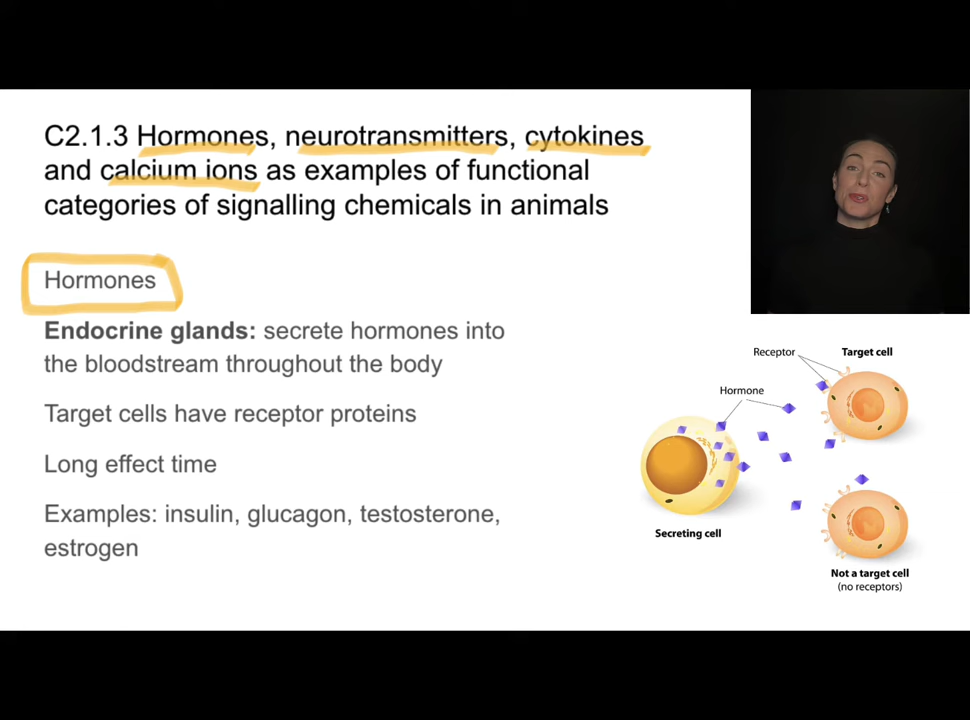 C2.1.3 Hormones, neurotransmitters, cytokines
and calcium ions as examples of functional
categories of signalling chemicals in animals
Hormones
Endocrine glands: secrete hormones into
the bloodstream throughout the body
Target cells have receptor proteins
Long effect time
Examples: insulin, glucagon, testosterone,
estrogen
Receptor
Target cell
Hormone
Secreting cell
Not a target cell
(no receptors)